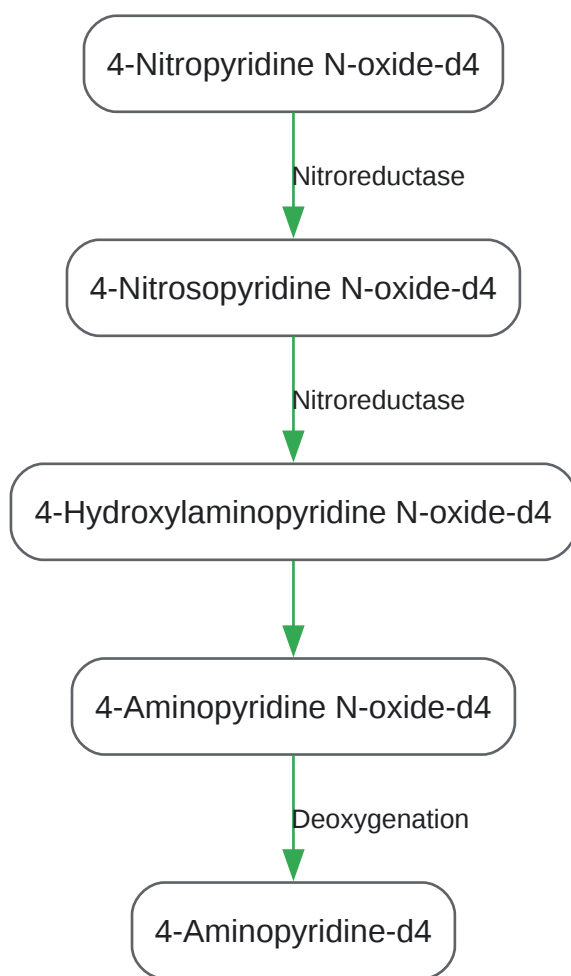 4-Nitropyridine N-oxide-d4
Nitroreductase
4-Nitrosopyridine N-oxide-d4
Nitroreductase
4-Hydroxylaminopyridine N-oxide-d4
4-Aminopyridine N-oxide-d4
Deoxygenation
4-Aminopyridine-d4